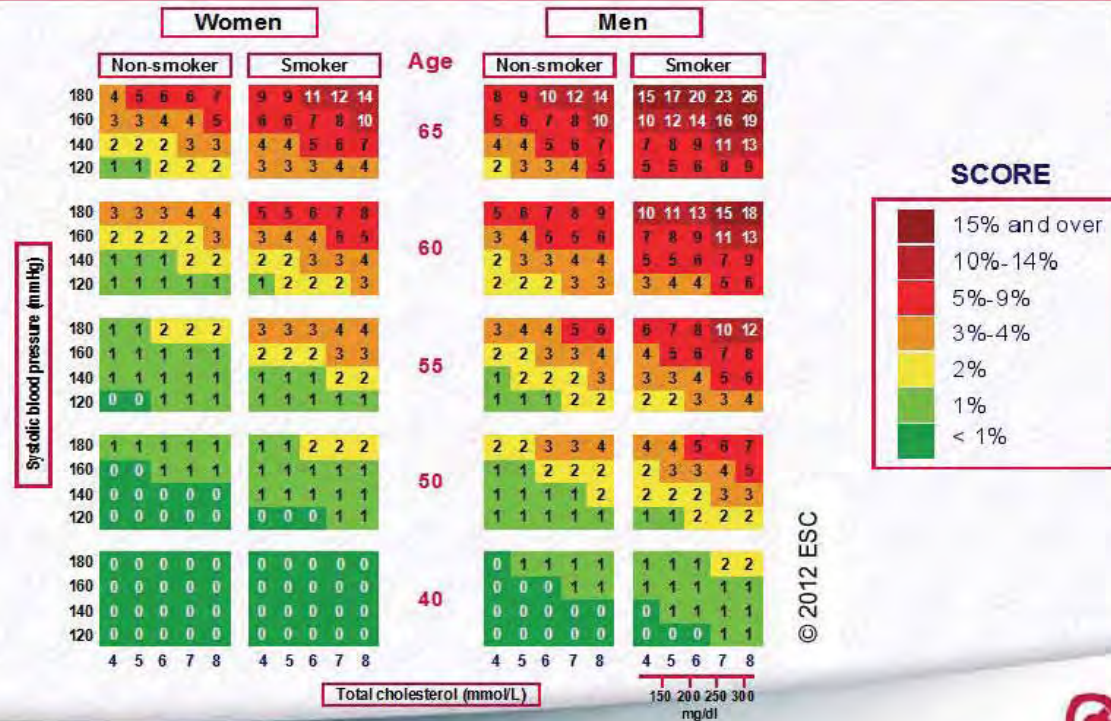 Women Men
Non-smoker Smoker Age Non-smoker Smoker
180 4 5 6 6 7 9 9 11 12 14 8 9 10 12 14 15 17 20 23 26
160 3 3 4 4 5 6 6 7 8 10 5 6 7 8 10 10 12 14 16 19
65
140 2 2 2 3 3 4 4 5 6 7 4 4 5 6 7 7 8 9 11 13
120 1 1 2 2 2 3 3 3 4 4 2 3 3 4 5 5 5 6 8 9
180 3 3 3 4 4 5 5 6 7 8 5 6 7 8 9 10 11 13 15 18
160 2 2 2 2 3 3 4 4 5 5 3 4 5 5 6 7 8 9 11 13
60
140 1 1 1 2 2 2 2 3 3 4 2 3 3 4 4 5 5 6 7 9
120 1 1 1 1 1 1 2 2 2 3 2 2 2 3 3 3 4 4 5 6
180 1 1 2 2 2 3 3 3 4 4 3 4 4 5 6 6 7 8 10 12
160 1 1 1 1 1 2 2 2 3 3 2 2 3 3 4 4 5 6 7 8
55
140 1 1 1 1 1 1 1 1 2 2 1 2 2 2 3 3 3 4 5 6
120 0 0 1 1 1 1 1 1 1 1 1 1 1 2 2 2 2 3 3 4
180 1 1 1 1 1 1 1 2 2 2 2 2 3 3 4 4 4 5 6 7
160 0 0 1 1 1 1 1 1 1 1 1 1 2 2 2 2 3 3 4 5
50
140 0 0 0 0 0 1 1 1 1 1 1 1 1 1 2 2 2 2 3 3
120 0 0 0 0 0 0 0 0 1 1 1 1 1 1 1 1 1 2 2 2
180 0 0 0 0 0 0 0 0 0 0 0 1 1 1 1 1 1 1 2 2
160 0 0 0 0 0 0 0 0 0 0 0 0 0 1 1 1 1 1 1 1
40
140 0 0 0 0 0 0 0 0 0 0 0 0 0 0 0 0 1 1 1 1
120 0 0 0 0 0 0 0 0 0 0 0 0 0 0 0 0 0 0 1 1
4 5 6 7 8 4 5 6 7 8 4 5 6 7 8 4 5 6 7 8
Total cholesterol (mmol/L)
150 200 250 300
mg/dl
Systolic blood pressure (mmHg)
© 2012 ESC
SCORE
15% and over
10%-14%
5%-9%
3%-4%
2%
1%
< 1%